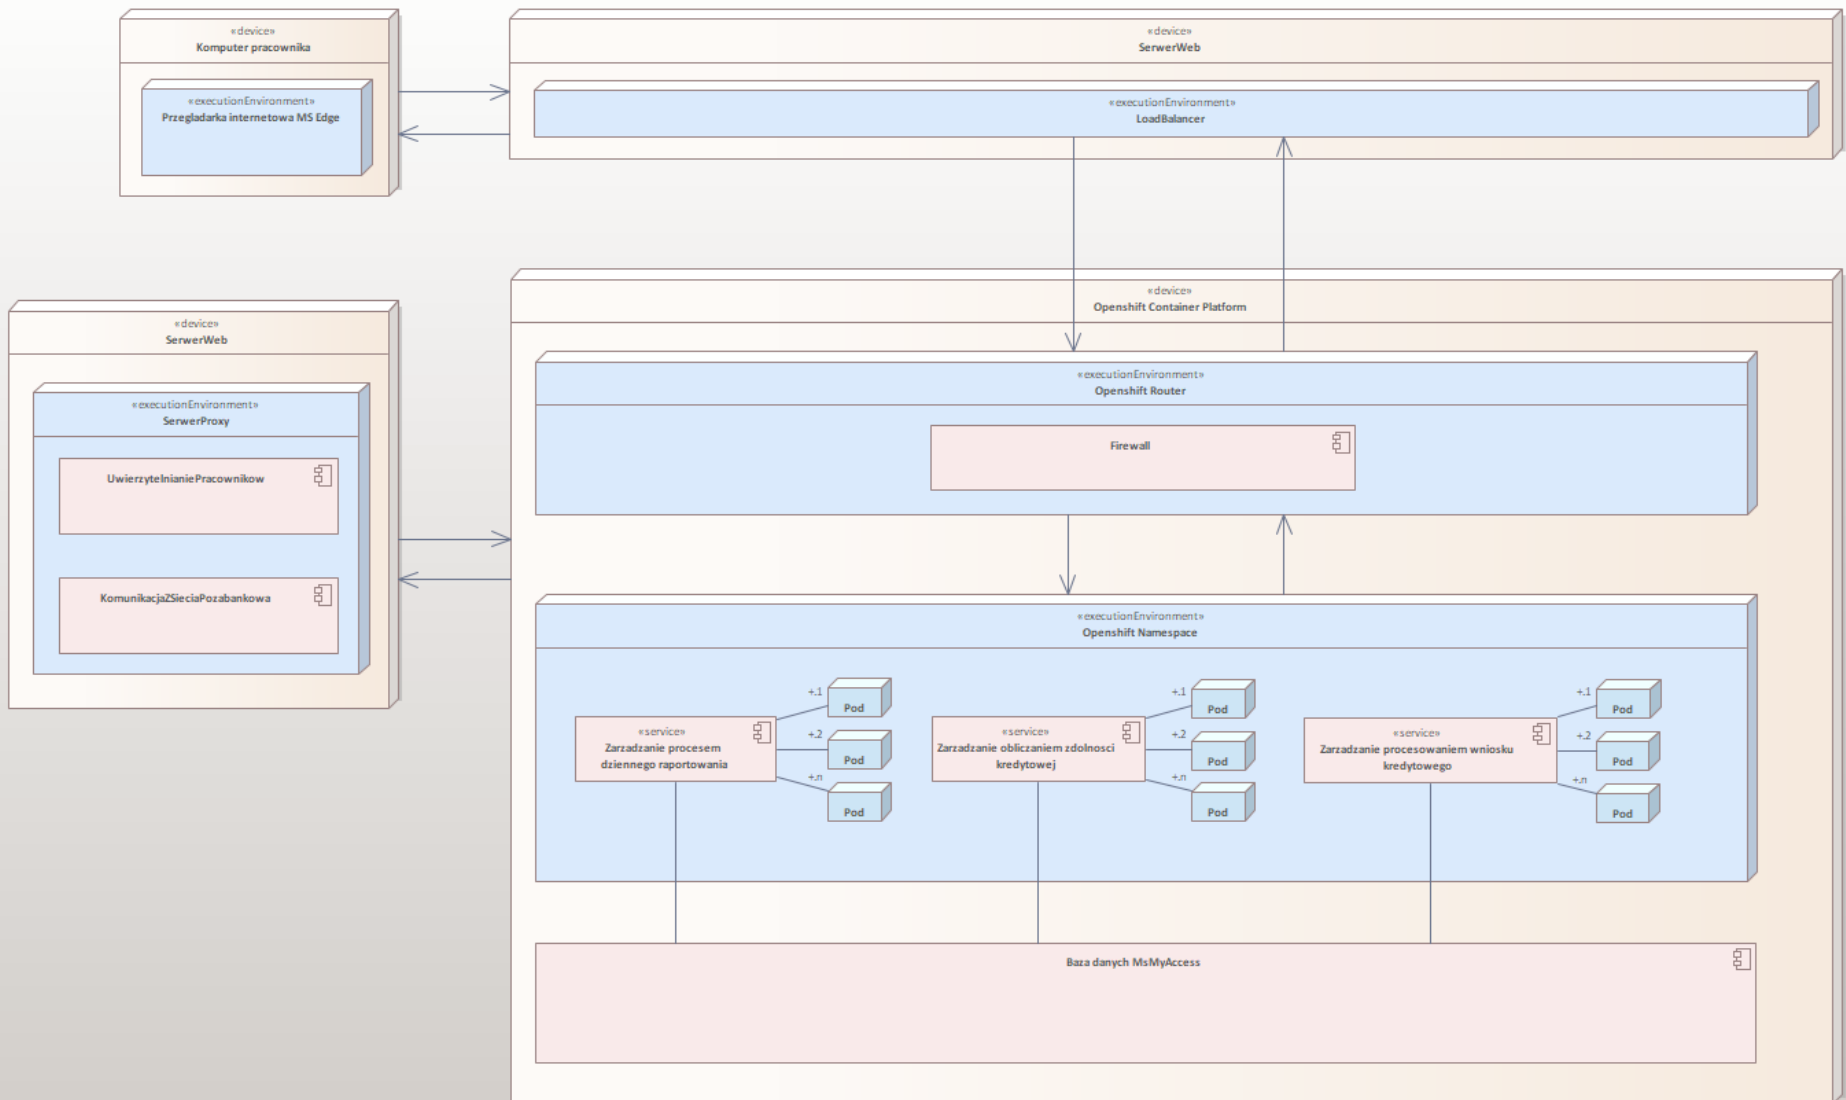 «device»
Komputer pracownika
«executionEnvironment»
Przegladarka internetowa MS Edge
«device»
SerwerWeb
«executionEnvironment»
LoadBalancer
«device»
SerwerWeb
«executionEnvironment»
SerwerProxy
UwierzytelnianiePracownikow
KomunikacjaZSieciaPozabankowa
«device»
Openshift Container Platform
«executionEnvironment»
Openshift Router
Firewall
«executionEnvironment»
Openshift Namespace
«service»
Zarzadzanie procesem
dziennego raportowania
+.1
Pod
+.2
Pod
+.n
Pod
«service»
Zarzadzanie obliczaniem zdolnosci
kredytowej
+.1
Pod
+.2
Pod
+.n
Pod
«service»
Zarzadzanie procesowaniem wniosku
kredytowego
+.1
Pod
+.2
Pod
+.n
Pod
Baza danych MsMyAccess